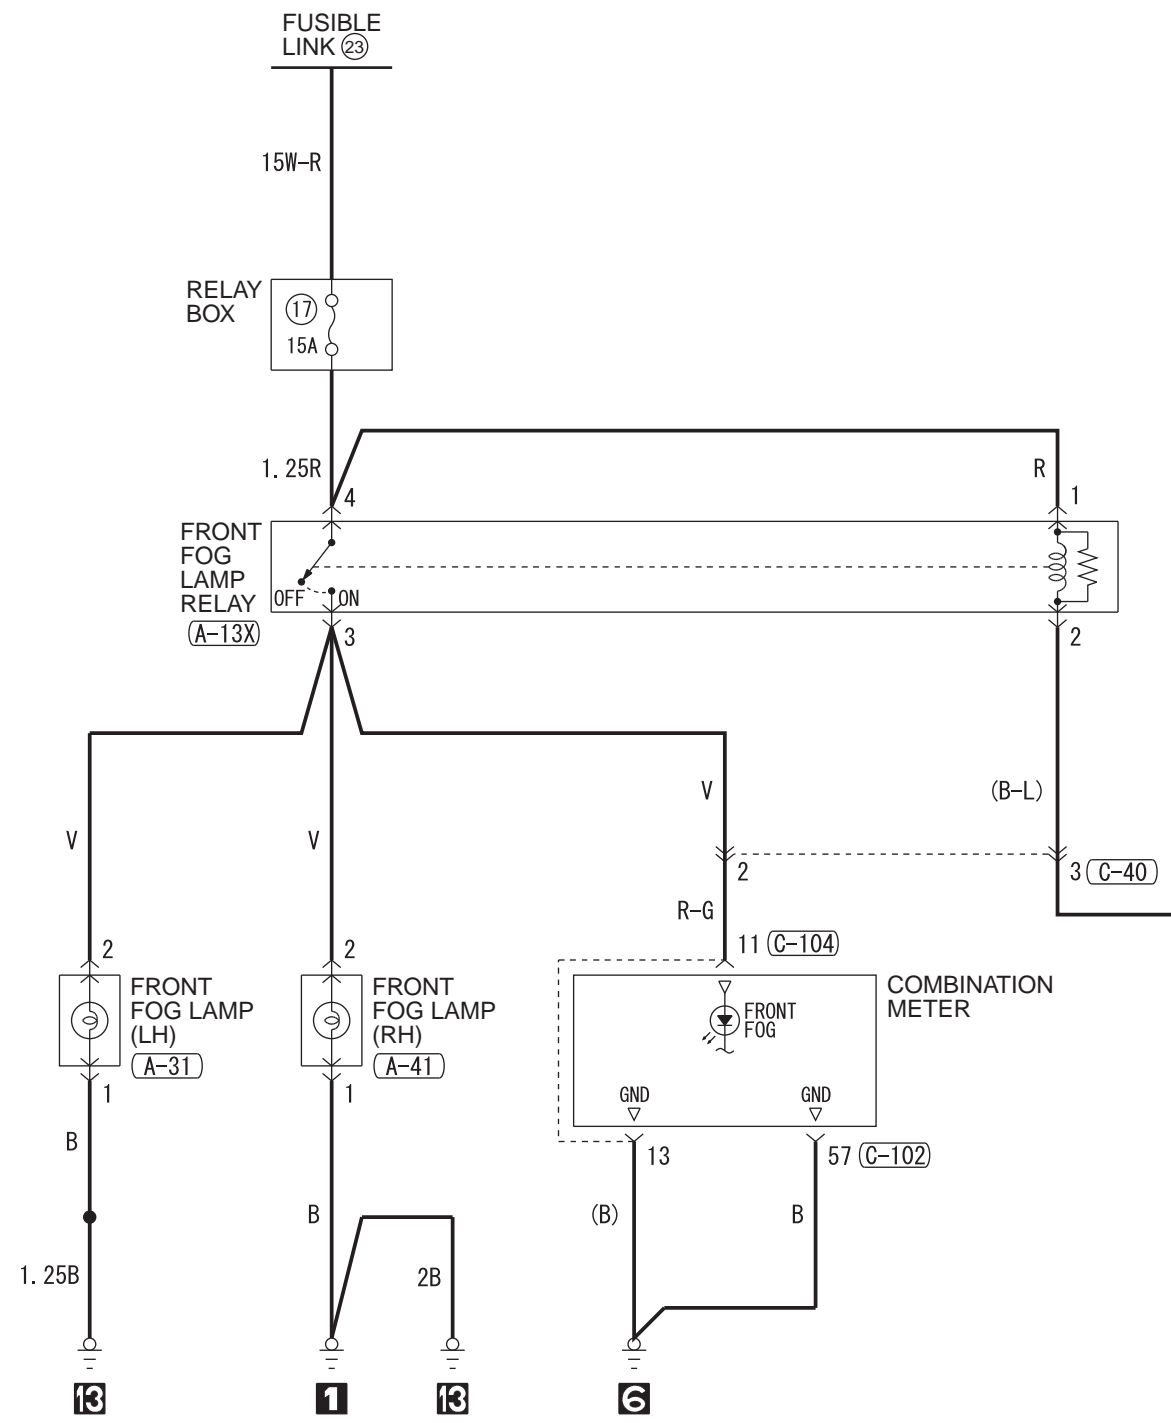 FUSIBLE
LINK 23
15W-R
RELAY
BOX
17
15A
1.25R
R
4
1
FRONT
FOG
LAMP
RELAY
OFF
ON
A-13X
3
2
V
V
V
(B-L)
2
3
C-40
R-G
2
2
11
C-104
FRONT
FOG LAMP
(LH)
A-31
FRONT
FOG LAMP
(RH)
A-41
FRONT
FOG
COMBINATION
METER
GND
GND
1
1
13
57
C-102
B
B
(B)
B
1.25B
2B
13
1
13
6